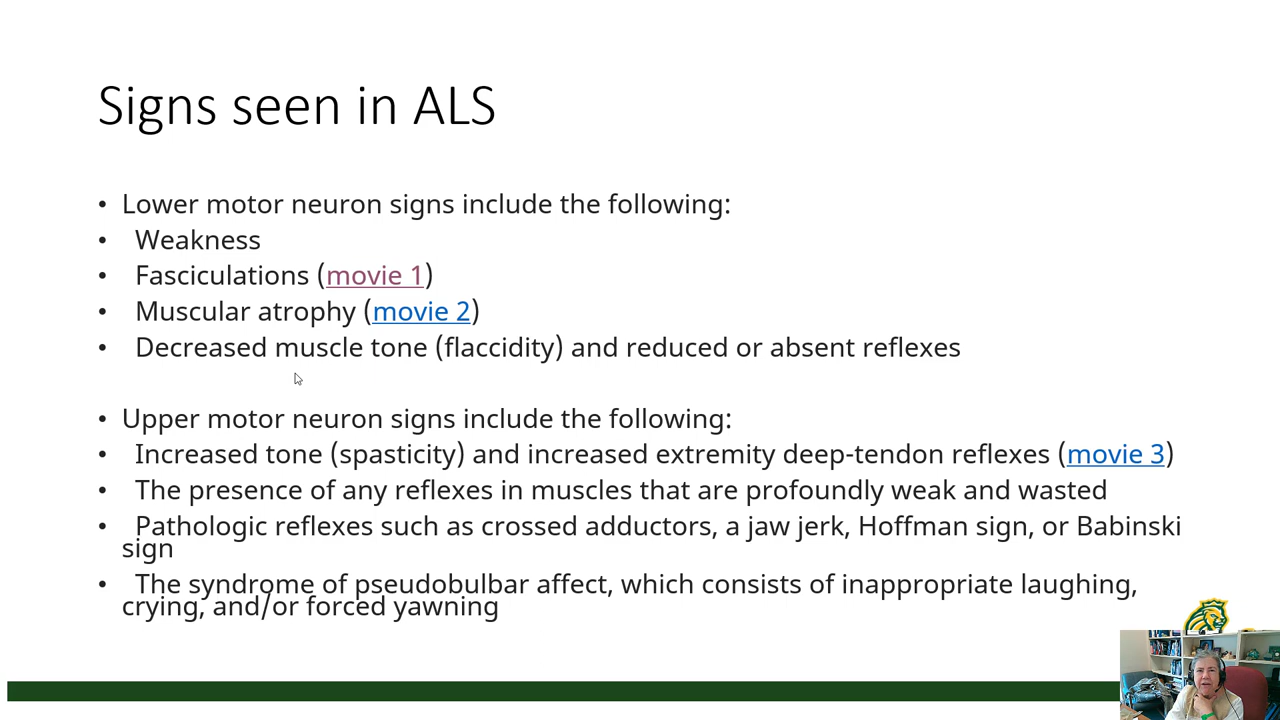 Signs seen in ALS
• Lower motor neuron signs include the following:
• Weakness
• Fasciculations (movie 1)
• Muscular atrophy (movie 2)
• Decreased muscle tone (flaccidity) and reduced or absent reflexes
• Upper motor neuron signs include the following:
• Increased tone (spasticity) and increased extremity deep-tendon reflexes (movie 3)
• The presence of any reflexes in muscles that are profoundly weak and wasted
• Pathologic reflexes such as crossed adductors, a jaw jerk, Hoffman sign, or Babinski
sign
• The syndrome of pseudobulbar affect, which consists of inappropriate laughing,
crying, and/or forced yawning